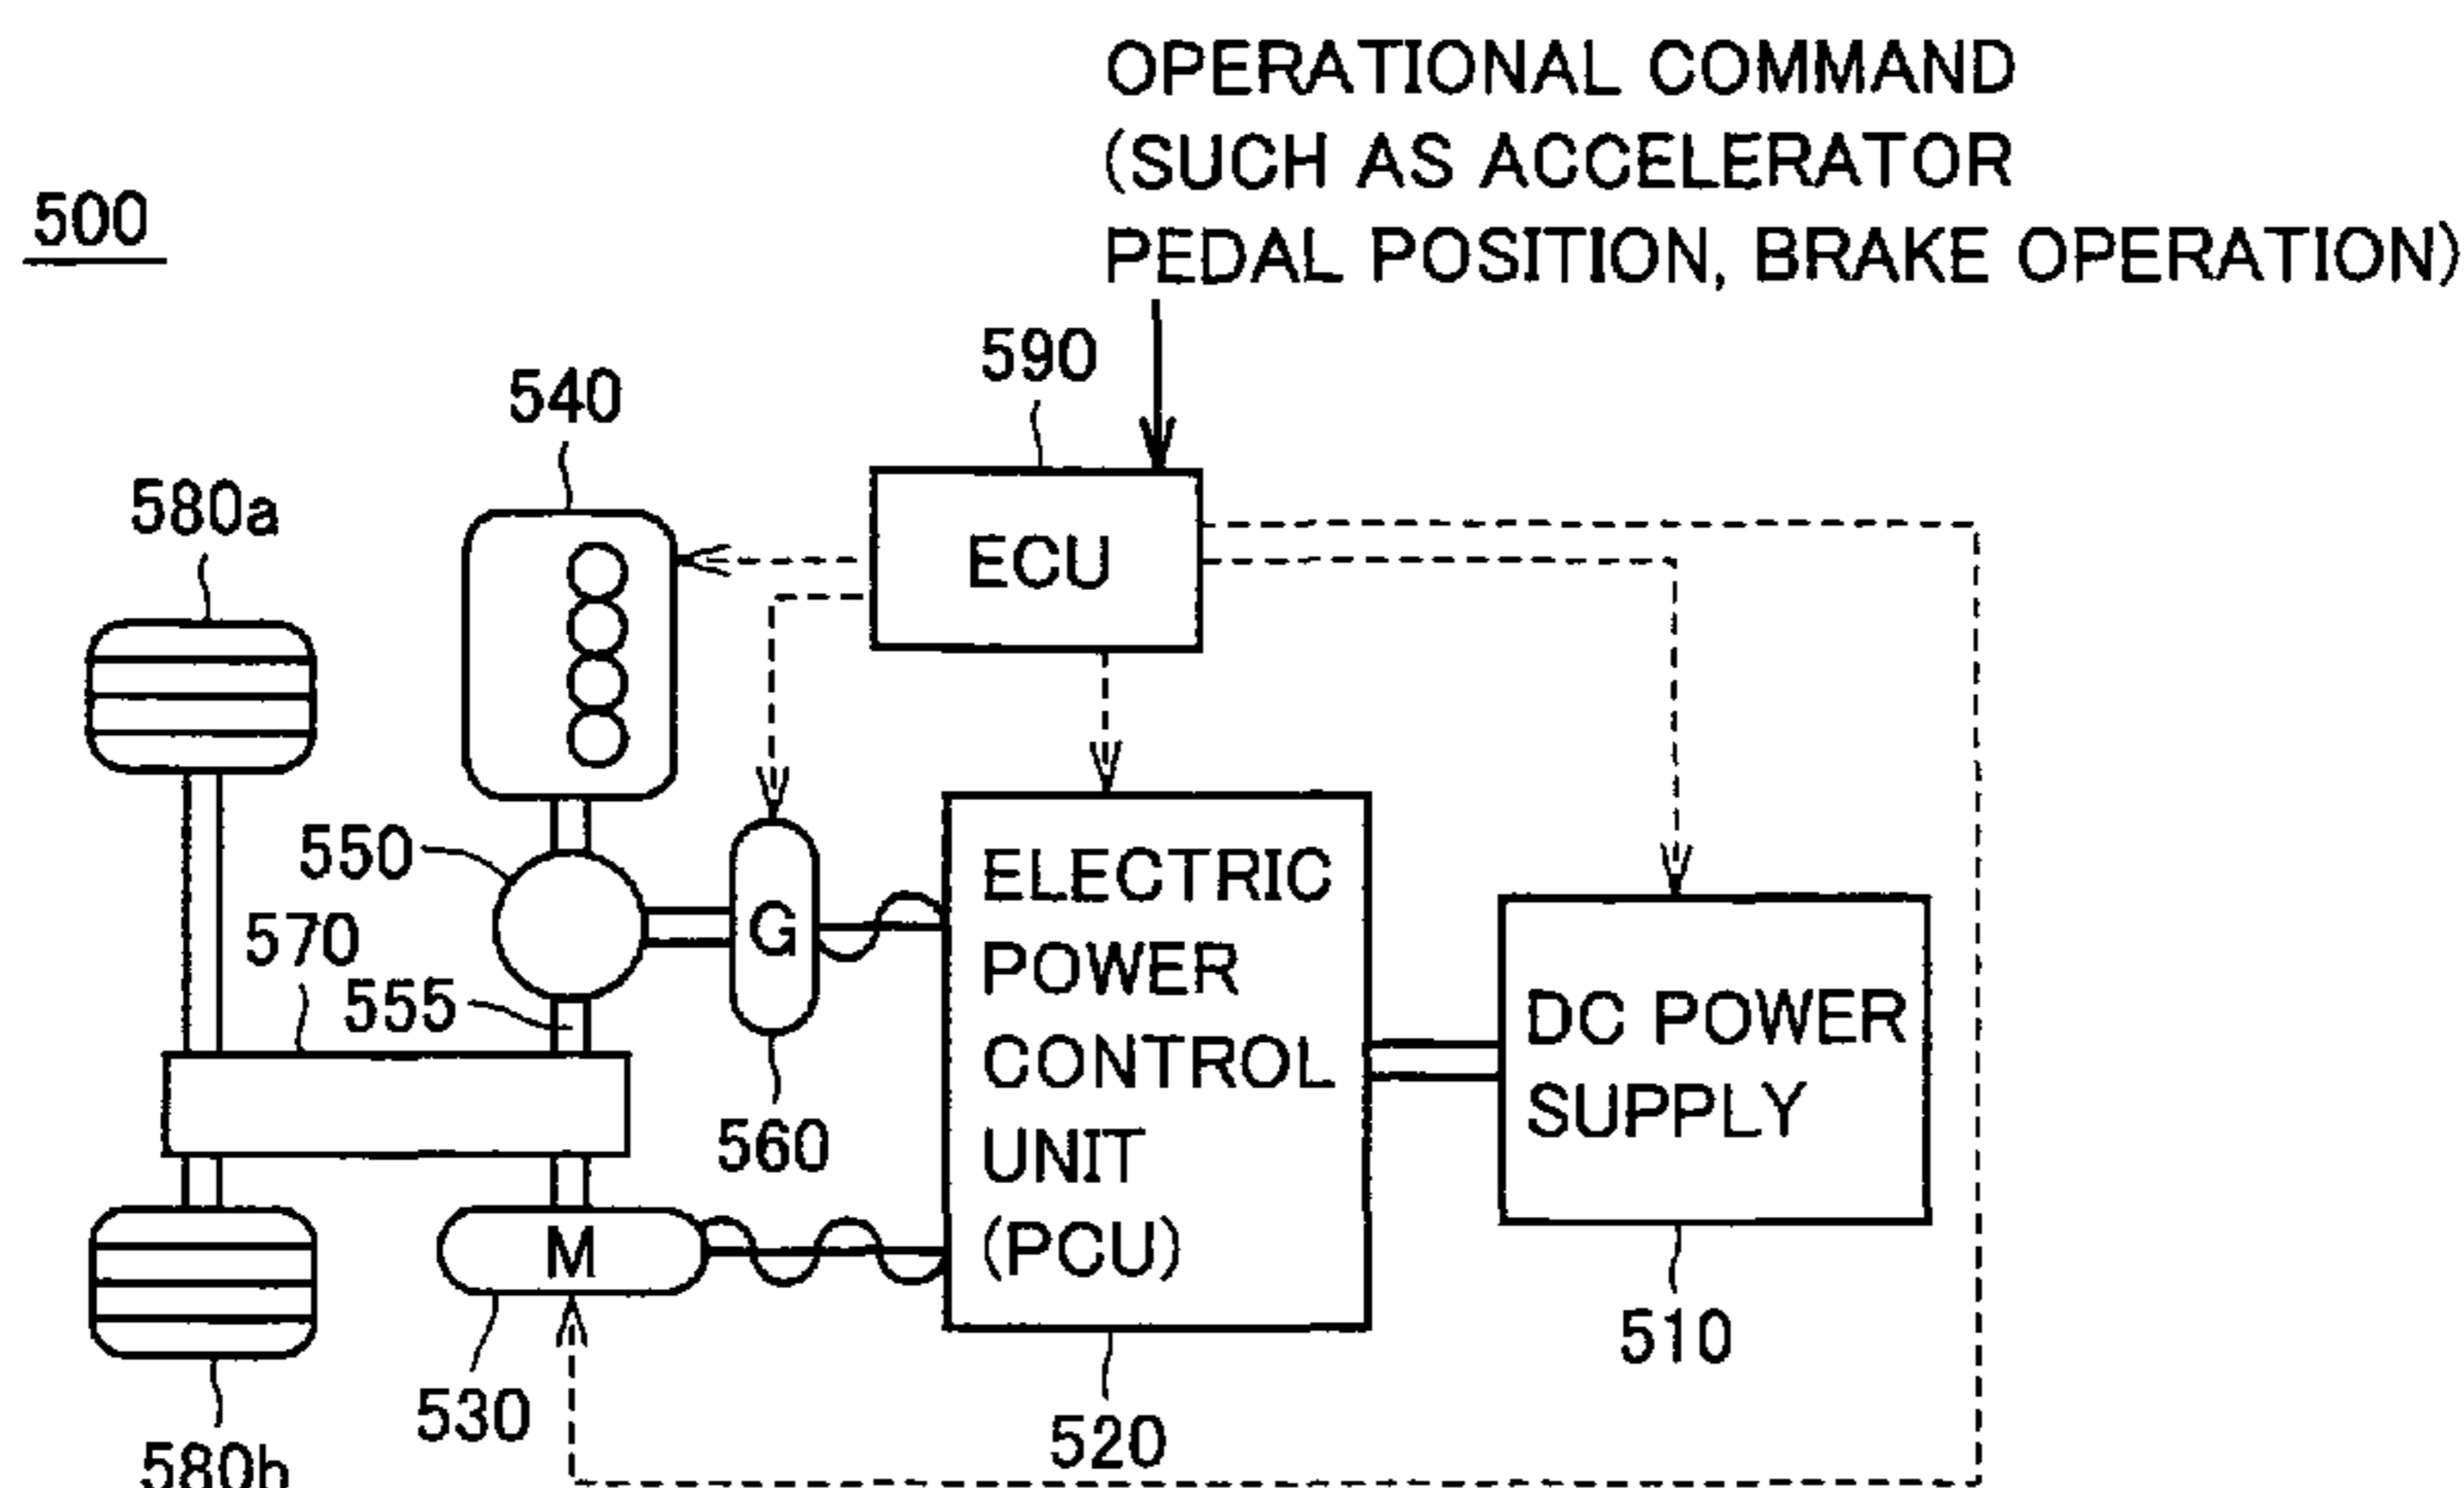 OPERATIONAL COMMAND
(SUCH AS ACCELERATOR
PEDAL POSITION, BRAKE OPERATION)
500
590
540
580a
ECU
550
G
570
555
560
ELECTRIC
POWER
CONTROL
UNIT
(PCU)
DC POWER
SUPPLY
M
510
530
520
580b